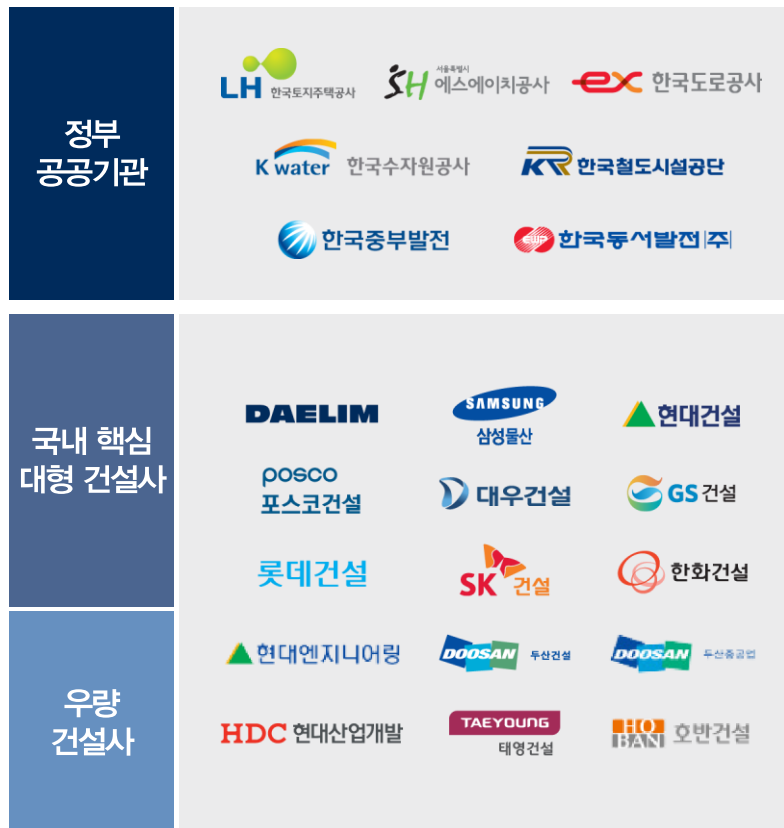 정부
공공기관
LH 한국토지주택공사
서울특별시
SH 에스에이치공사
ex 한국도로공사
K water 한국수자원공사
KR 한국철도시설공단
한국중부발전
EWP 한국동서발전(주)
국내 핵심
대형 건설사
DAELIM
SAMSUNG
삼성물산
현대건설
posco
포스코건설
대우건설
GS건설
롯데건설
SK건설
한화건설
우량
건설사
현대엔지니어링
DOOSAN 두산건설
DOOSAN 두산중공업
HDC 현대산업개발
TAEYOUNG
태영건설
HO
BAN 호반건설